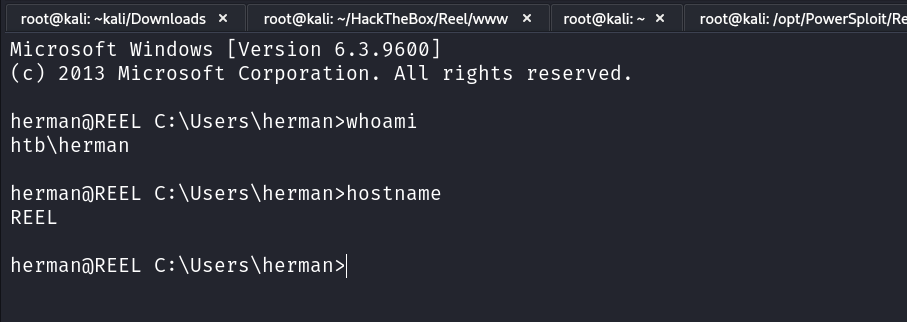 root@kali: ~kali/Downloads × root@kali: ~/HackTheBox/Reel/www × root@kali: ~ × root@kali: /opt/PowerSploit/Re
Microsoft Windows [Version 6.3.9600]
(c) 2013 Microsoft Corporation. All rights reserved.
herman@REEL C:\Users\herman>whoami
htb\herman
herman@REEL C:\Users\herman>hostname
REEL
herman@REEL C:\Users\herman>